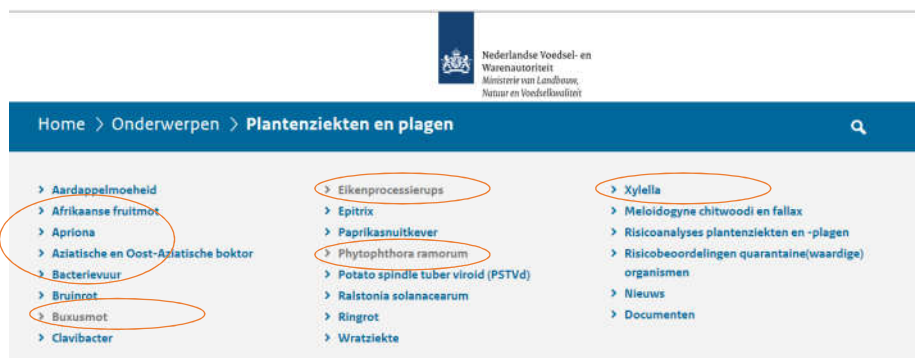 Nederlandse Voedsel- en
Warenautoriteit
Ministerie van Landbouw,
Natuur en Voedselkwaliteit
Home > Onderwerpen > Plantenziekten en plagen
> Aardappelmoeheid
> Afrikaanse fruitmot
> Apriona
> Aziatische en Oost-Aziatische boktor
> Bacterievuur
> Bruinrot
> Buxusmot
> Clavibacter
> Eikenprocessierups
> Epitrix
> Paprikasnuitkever
> Phytophthora ramorum
> Potato spindle tuber viroid (PSTVd)
> Ralstonia solanacearum
> Ringrot
> Wratziekte
> Xylella
> Meloidogyne chitwoodi en fallax
> Risicoanalyses plantenziekten en -plagen
> Risicobeoordelingen quarantaine(waardige)
organismen
> Nieuws
> Documenten